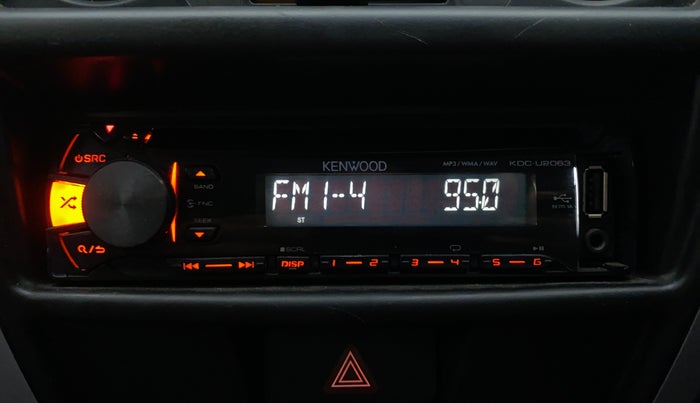 SRC
KENWOOD
MP3/WMA/WAV
KDC-U2063
BAND
FNC
SEEK
FM1-4 950
ST
SCRL
DISP
1 2
3 4
5 6